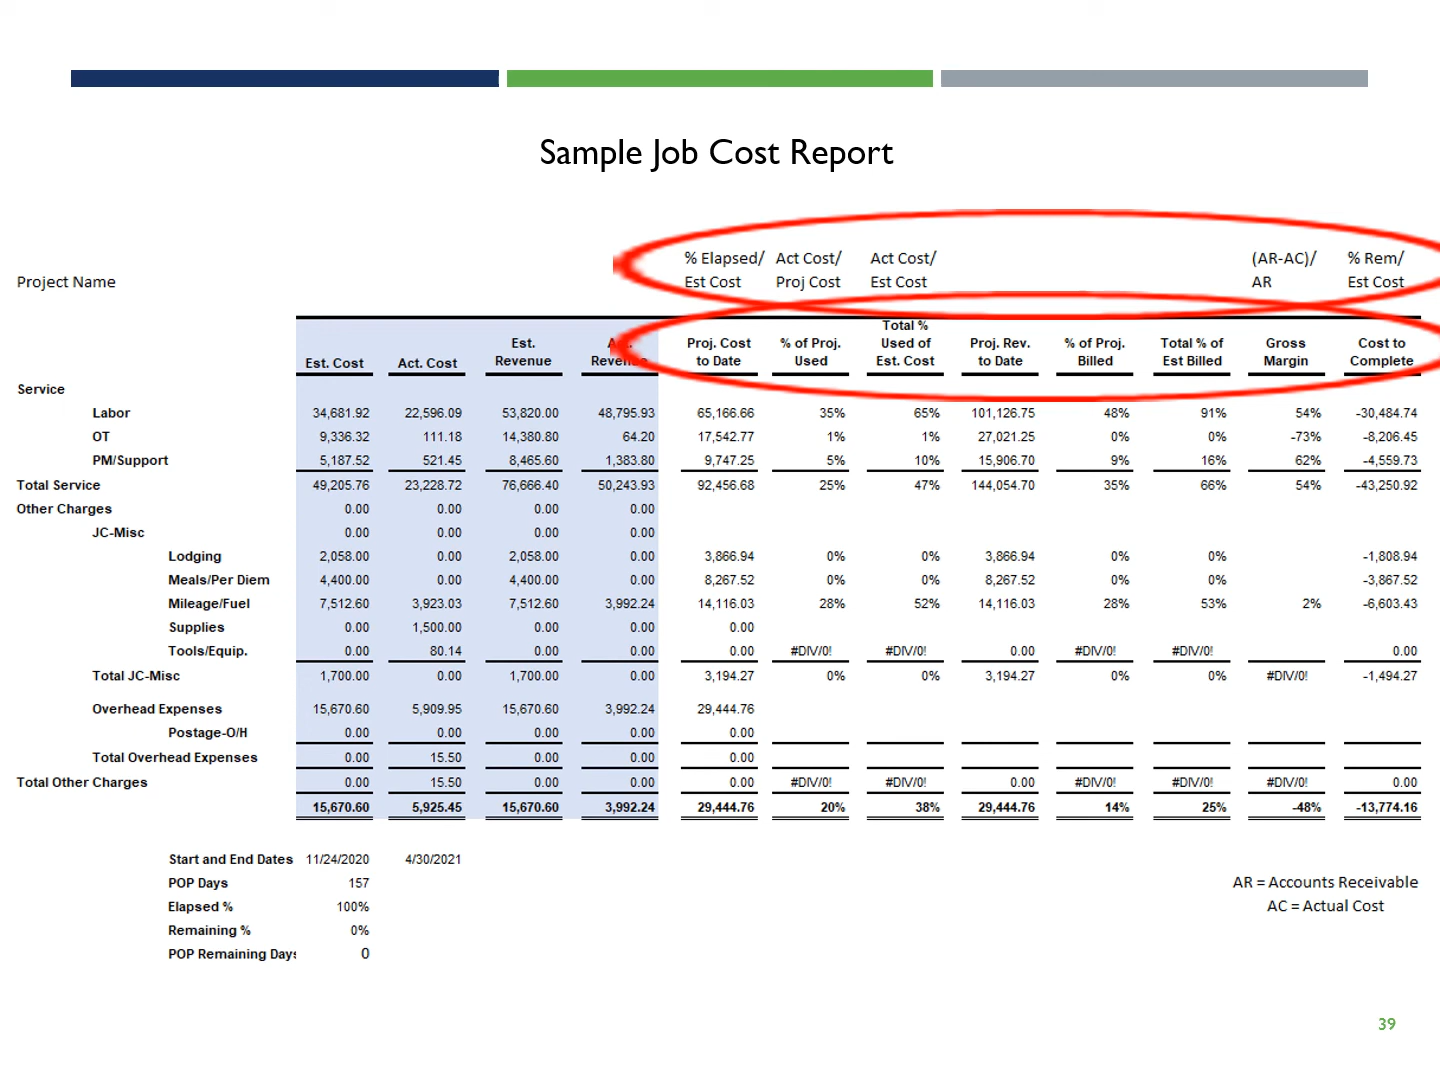 Sample Job Cost Report
% Elapsed/ Act Cost/ Act Cost/ (AR-AC)/ % Rem/
Project Name Est Cost Proj Cost Est Cost AR Est Cost
Total %
Est. Proj. Cost % of Proj. Used of Proj. Rev. % of Proj. Total % of Gross Cost to
Est. Cost Act. Cost Revenue to Date Used Est. Cost to Date Billed Est Billed Margin Complete
Service
Labor 34,681.92 22,596.09 53,820.00 48,795.93 65,166.66 35% 65% 101,126.75 48% 91% 54% -30,484.74
OT 9,336.32 111.18 14,380.80 64.20 17,542.77 1% 1% 27,021.25 0% 0% -73% -8,206.45
PM/Support 5,187.52 521.45 8,465.60 1,383.80 9,747.25 5% 10% 15,906.70 9% 16% 62% -4,559.73
Total Service 49,205.76 23,228.72 76,666.40 50,243.93 92,456.68 25% 47% 144,054.70 35% 66% 54% -43,250.92
Other Charges 0.00 0.00 0.00 0.00
JC-Misc 0.00 0.00 0.00 0.00
Lodging 2,058.00 0.00 2,058.00 0.00 3,866.94 0% 0% 3,866.94 0% 0% -1,808.94
Meals/Per Diem 4,400.00 0.00 4,400.00 0.00 8,267.52 0% 0% 8,267.52 0% 0% -3,867.52
Mileage/Fuel 7,512.60 3,923.03 7,512.60 3,992.24 14,116.03 28% 52% 14,116.03 28% 53% 2% -6,603.43
Supplies 0.00 1,500.00 0.00 0.00 0.00
Tools/Equip. 0.00 80.14 0.00 0.00 0.00 #DIV/0! #DIV/0! 0.00 #DIV/0! #DIV/0! 0.00
Total JC-Misc 1,700.00 0.00 1,700.00 0.00 3,194.27 0% 0% 3,194.27 0% 0% #DIV/0! -1,494.27
Overhead Expenses 15,670.60 5,909.95 15,670.60 3,992.24 29,444.76
Postage-O/H 0.00 0.00 0.00 0.00 0.00
Total Overhead Expenses 0.00 15.50 0.00 0.00 0.00
Total Other Charges 0.00 15.50 0.00 0.00 0.00 #DIV/0! #DIV/0! 0.00 #DIV/0! #DIV/0! #DIV/0! 0.00
15,670.60 5,925.45 15,670.60 3,992.24 29,444.76 20% 38% 29,444.76 14% 25% -48% -13,774.16
Start and End Dates 11/24/2020 4/30/2021
POP Days 157 AR = Accounts Receivable
Elapsed % 100% AC = Actual Cost
Remaining % 0%
POP Remaining Days 0
39